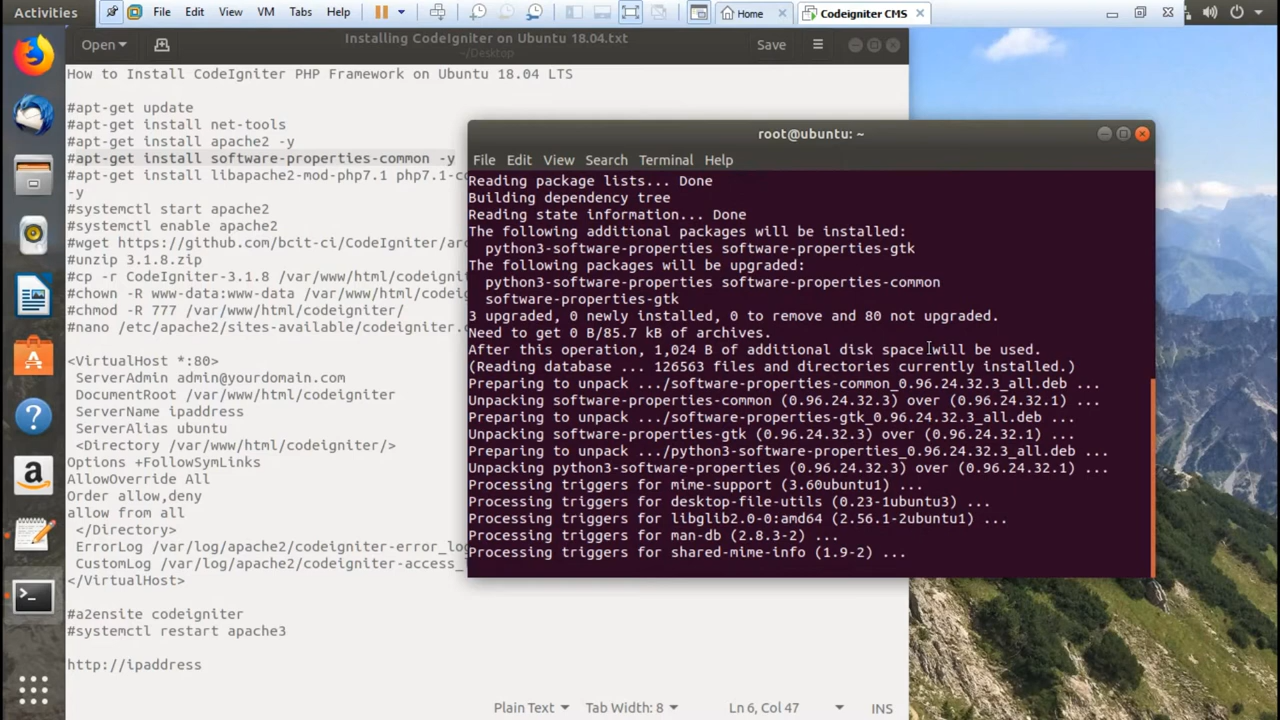 Activities
File Edit View VM Tabs Help
Home
Codeigniter CMS
Open
Installing CodeIgniter on Ubuntu 18.04.txt
~/Desktop
Save
How to Install CodeIgniter PHP Framework on Ubuntu 18.04 LTS
#apt-get update
#apt-get install net-tools
#apt-get install apache2 -y
#apt-get install software-properties-common -y
#apt-get install libapache2-mod-php7.1 php7.1-c
-y
#systemctl start apache2
#systemctl enable apache2
#wget https://github.com/bcit-ci/CodeIgniter/arc
#unzip 3.1.8.zip
#cp -r CodeIgniter-3.1.8 /var/www/html/codeignit
#chown -R www-data:www-data /var/www/html/codeig
#chmod -R 777 /var/www/html/codeigniter/
#nano /etc/apache2/sites-available/codeigniter.c
<VirtualHost *:80>
ServerAdmin admin@yourdomain.com
DocumentRoot /var/www/html/codeigniter
ServerName ipaddress
ServerAlias ubuntu
<Directory /var/www/html/codeigniter/>
Options +FollowSymLinks
AllowOverride All
Order allow,deny
allow from all
</Directory>
ErrorLog /var/log/apache2/codeigniter-error_log
CustomLog /var/log/apache2/codeigniter-access_l
</VirtualHost>
#a2ensite codeigniter
#systemctl restart apache3
http://ipaddress
Plain Text Tab Width: 8 Ln 6, Col 47 INS
root@ubuntu: ~
File Edit View Search Terminal Help
Reading package lists... Done
Building dependency tree
Reading state information... Done
The following additional packages will be installed:
python3-software-properties software-properties-gtk
The following packages will be upgraded:
python3-software-properties software-properties-common
software-properties-gtk
3 upgraded, 0 newly installed, 0 to remove and 80 not upgraded.
Need to get 0 B/85.7 kB of archives.
After this operation, 1,024 B of additional disk space will be used.
(Reading database ... 126563 files and directories currently installed.)
Preparing to unpack .../software-properties-common_0.96.24.32.3_all.deb ...
Unpacking software-properties-common (0.96.24.32.3) over (0.96.24.32.1) ...
Preparing to unpack .../software-properties-gtk_0.96.24.32.3_all.deb ...
Unpacking software-properties-gtk (0.96.24.32.3) over (0.96.24.32.1) ...
Preparing to unpack .../python3-software-properties_0.96.24.32.3_all.deb ...
Unpacking python3-software-properties (0.96.24.32.3) over (0.96.24.32.1) ...
Processing triggers for mime-support (3.60ubuntu1) ...
Processing triggers for desktop-file-utils (0.23-1ubuntu3) ...
Processing triggers for libglib2.0-0:amd64 (2.56.1-2ubuntu1) ...
Processing triggers for man-db (2.8.3-2) ...
Processing triggers for shared-mime-info (1.9-2) ...